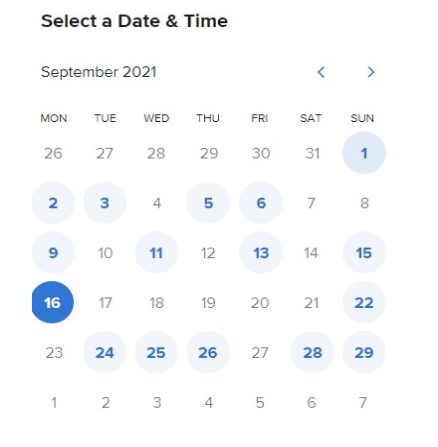 Select a Date & Time
September 2021
MON TUE WED THU FRI SAT SUN
26 27 28 29 30 31 1
2 3 4 5 6 7 8
9 10 11 12 13 14 15
16 17 18 19 20 21 22
23 24 25 26 27 28 29
1 2 3 4 5 6 7